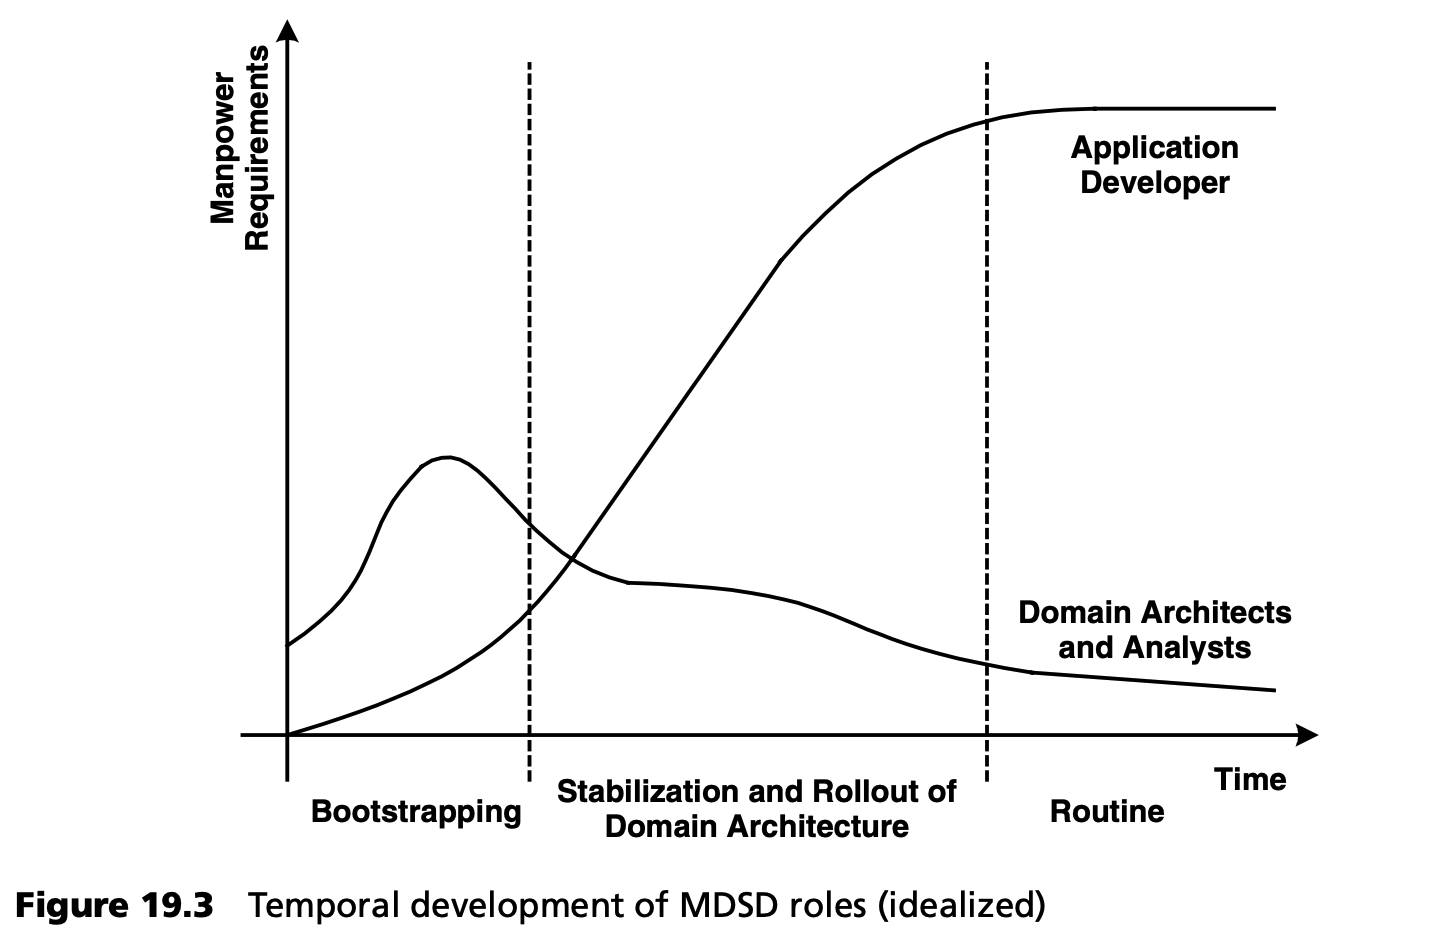 Manpower
Requirements
Application
Developer
Domain Architects
and Analysts
Time
Bootstrapping
Stabilization and Rollout of
Domain Architecture
Routine
Figure 19.3 Temporal development of MDSD roles (idealized)